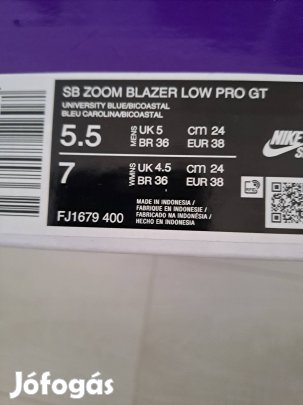 SB ZOOM BLAZER LOW PRO GT
UNIVERSITY BLUE/BICOASTAL
BLEU CAROLINA/BICOASTAL
5.5 MENS UK 5 cm 24
BR 36 EUR 38
7 WMNS UK 4.5 cm 24
BR 36 EUR 38
FJ1679 400
MADE IN INDONESIA /
FABRIQUE EN INDONESIE /
FABRICADO NA INDONÉSIA /
HECHO EN INDONESIA
NIKE
Jófogás